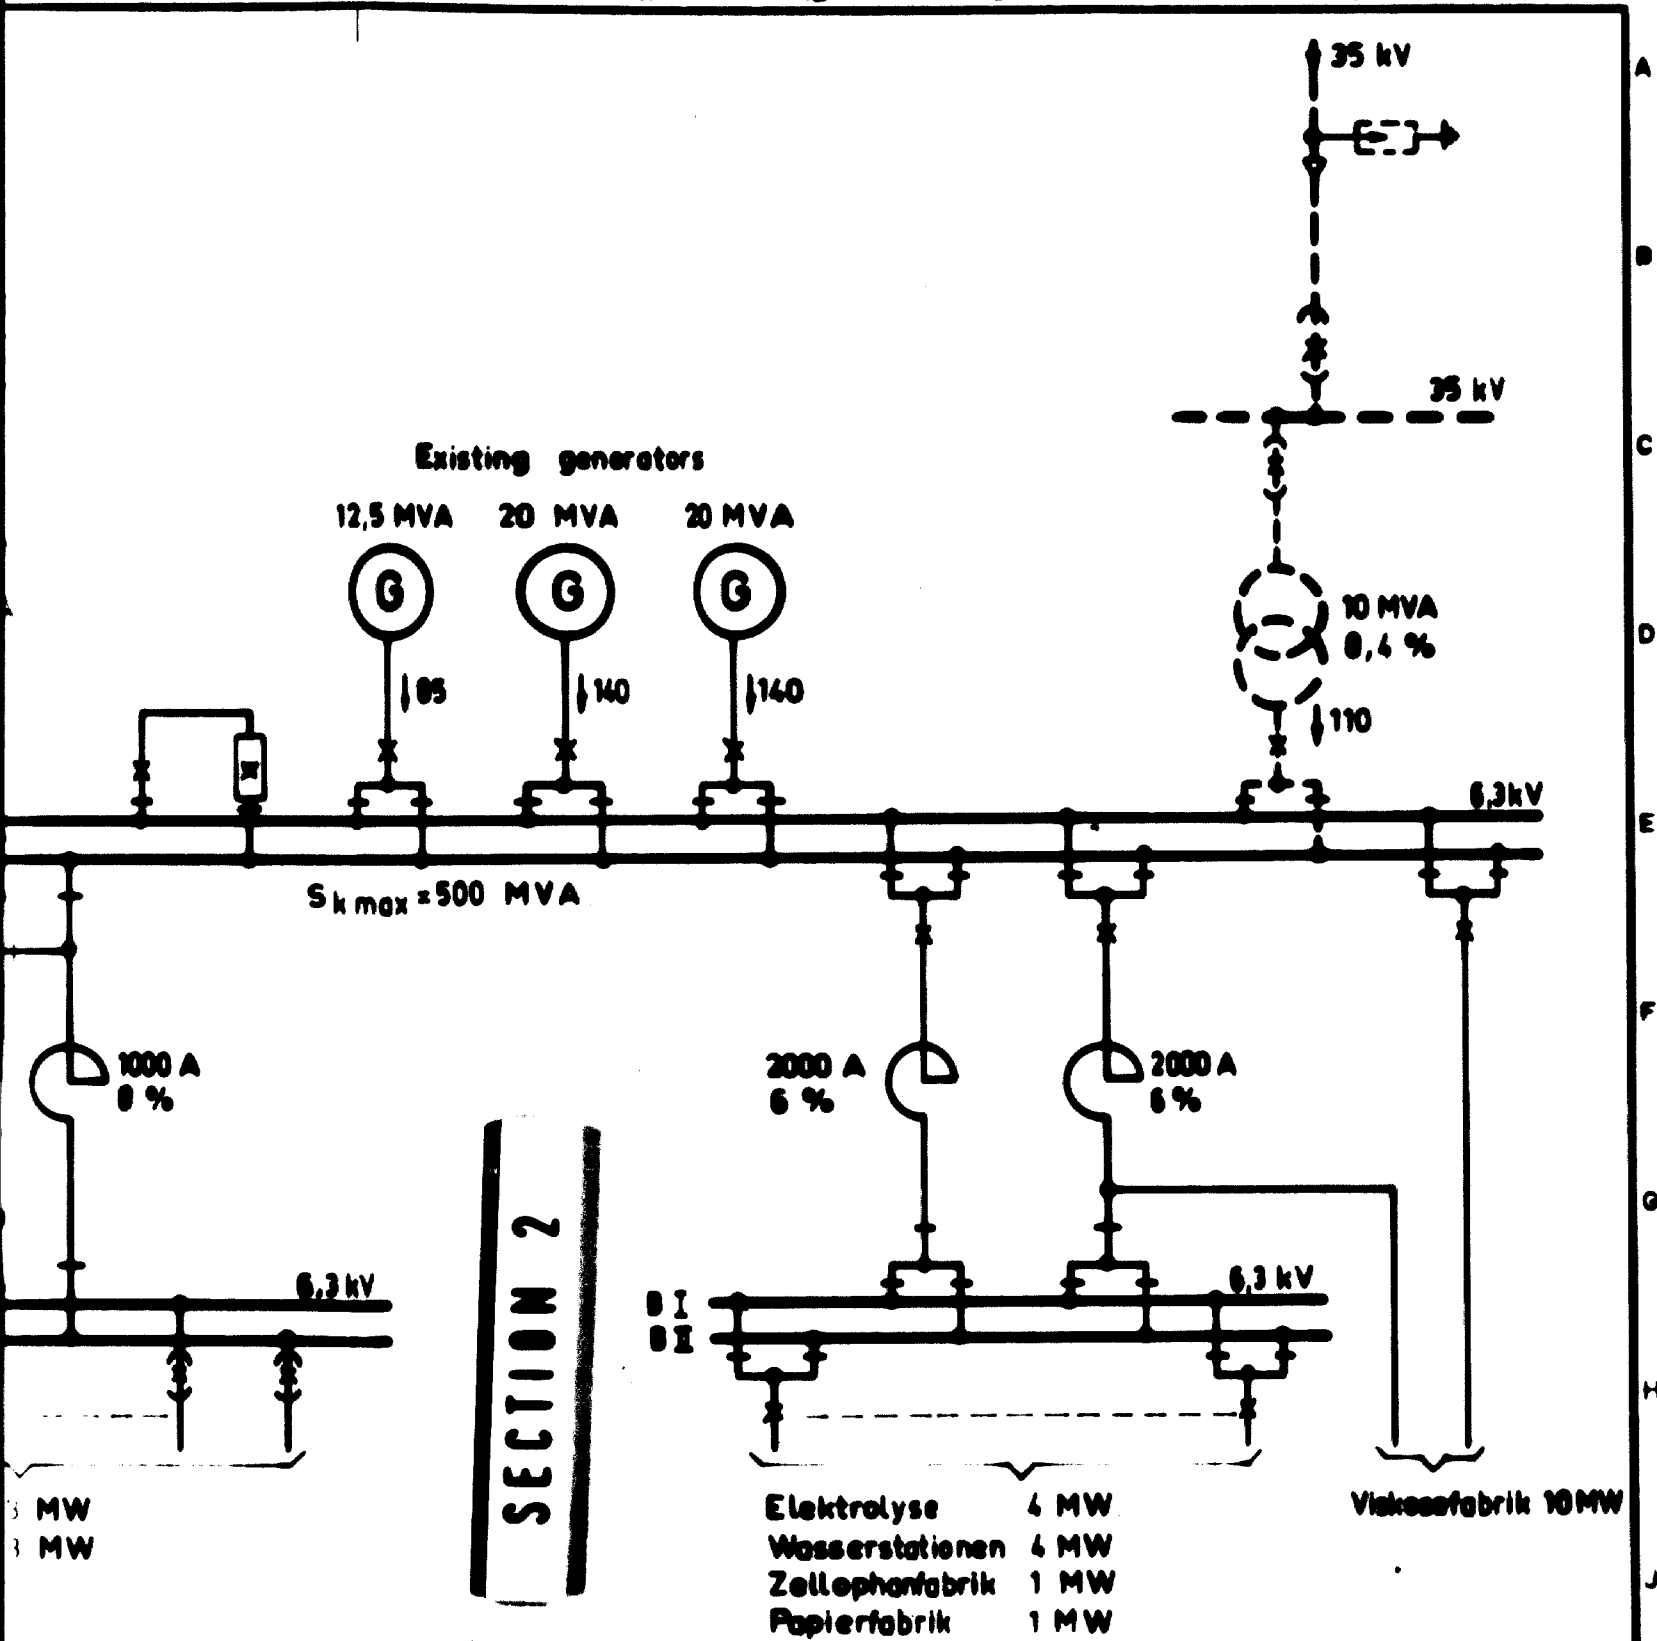 35 kV
A
B
35 kV
C
Existing generators
12,5 MVA 20 MVA 20 MVA
G G G
10 MVA
8,4 %
D
85 140 140
110
6,3 kV
E
S k max = 500 MVA
F
1000 A 2000 A 2000 A
8 % 6 % 6 %
G
SECTION 2
6,3 kV
6,3 kV
B I
B II
H
MW
MW
Elektrolyse 4 MW
Wasserstationen 4 MW
Zellophanfabrik 1 MW
Papierfabrik 1 MW
Viskosefabrik 10 MW
J